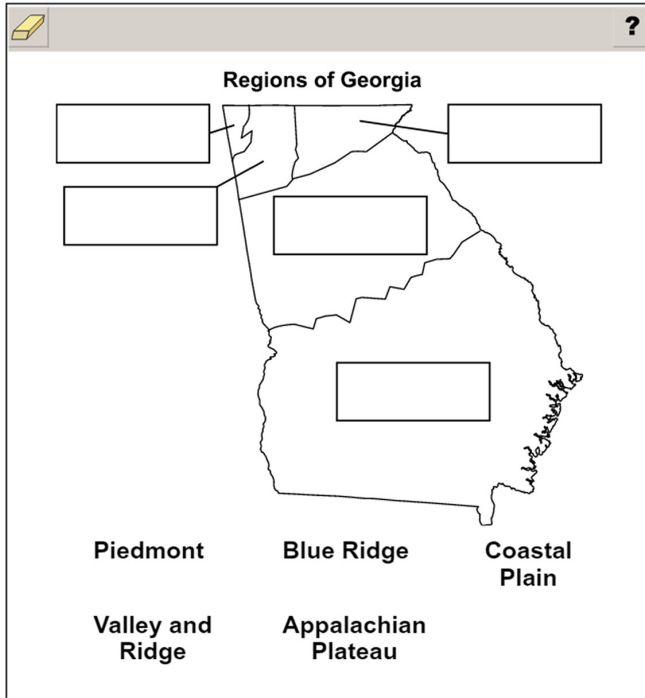 ?
Regions of Georgia
Piedmont
Blue Ridge
Coastal
Plain
Valley and
Ridge
Appalachian
Plateau